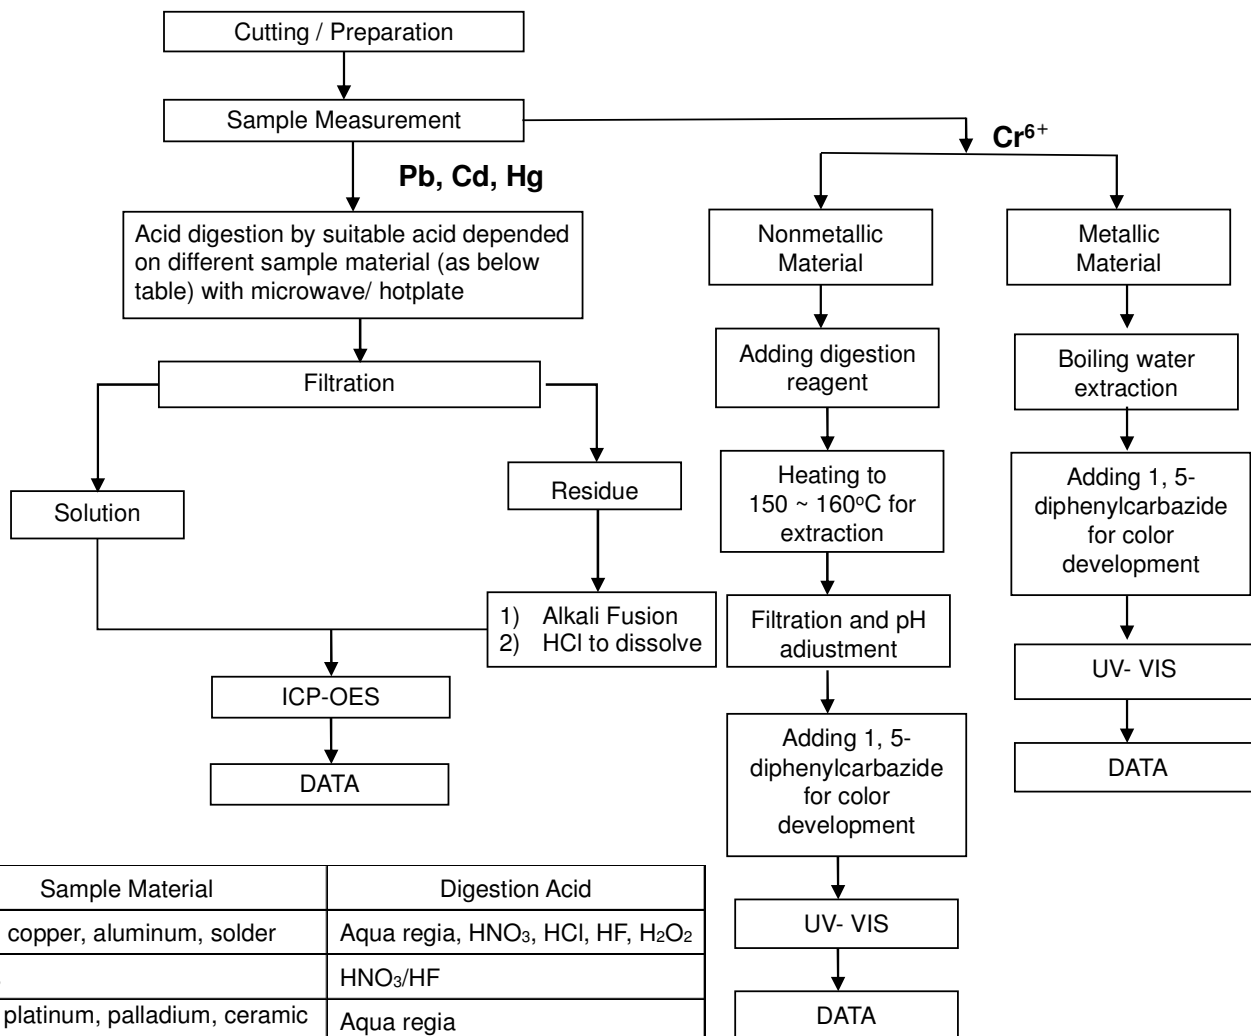 Cutting / Preparation
Sample Measurement
Cr⁶⁺
Pb, Cd, Hg
Acid digestion by suitable acid depended
on different sample material (as below
table) with microwave/ hotplate
Nonmetallic
Material
Metallic
Material
Filtration
Adding digestion
reagent
Boiling water
extraction
Solution
Residue
Heating to
150 ~ 160ºC for
extraction
Adding 1, 5-
diphenylcarbazide
for color
development
1) Alkali Fusion
2) HCl to dissolve
Filtration and pH
adiustment
ICP-OES
UV- VIS
DATA
Adding 1, 5-
diphenylcarbazide
for color
development
DATA
UV- VIS
DATA
Sample Material
Digestion Acid
copper, aluminum, solder
Aqua regia, HNO₃, HCl, HF, H₂O₂
HNO₃/HF
platinum, palladium, ceramic
Aqua regia